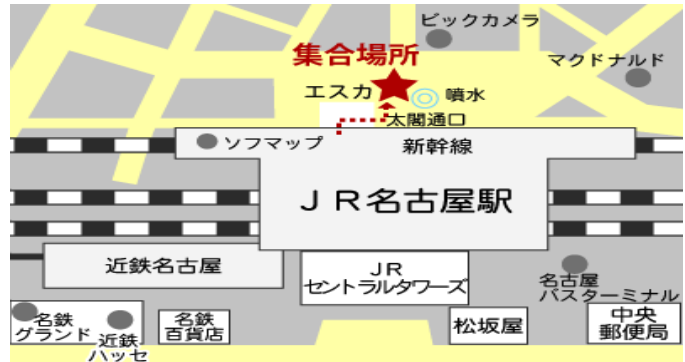 ビックカメラ
集合場所
マクドナルド
エスカ
噴水
太閤通口
ソフマップ
新幹線
ＪＲ名古屋駅
近鉄名古屋
ＪＲ
セントラルタワーズ
名古屋
バスターミナル
名鉄
グランド
近鉄
ハッセ
名鉄
百貨店
松坂屋
中央
郵便局